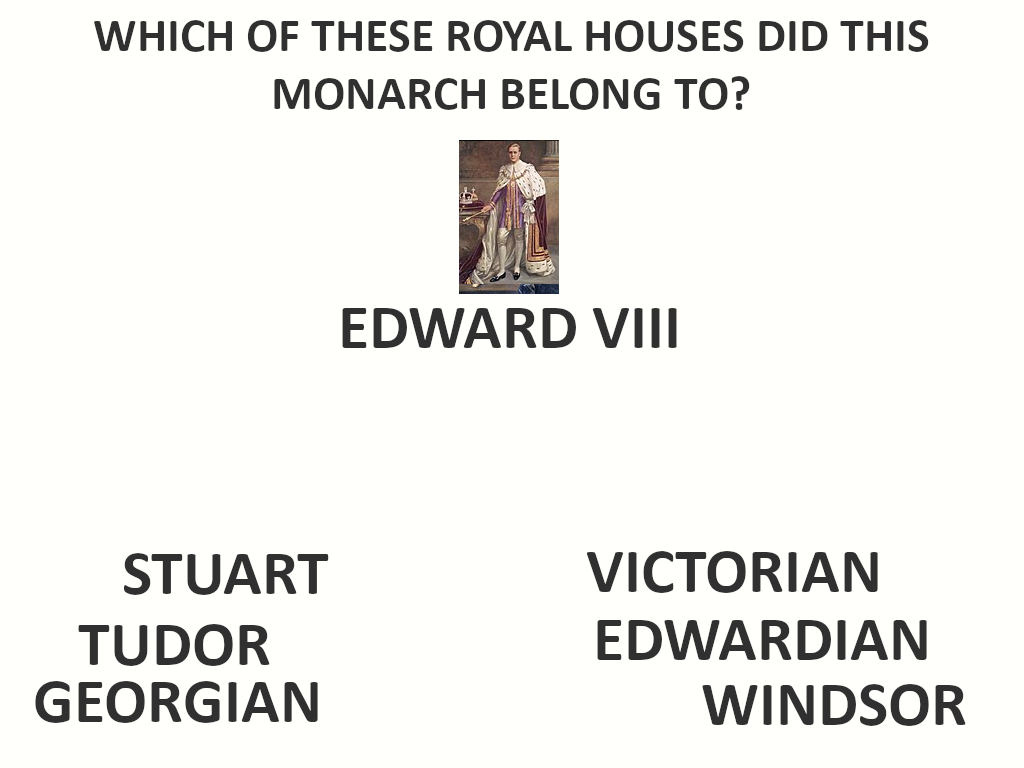 WHICH OF THESE ROYAL HOUSES DID THIS
MONARCH BELONG TO?
EDWARD VIII
STUART
TUDOR
GEORGIAN
VICTORIAN
EDWARDIAN
WINDSOR